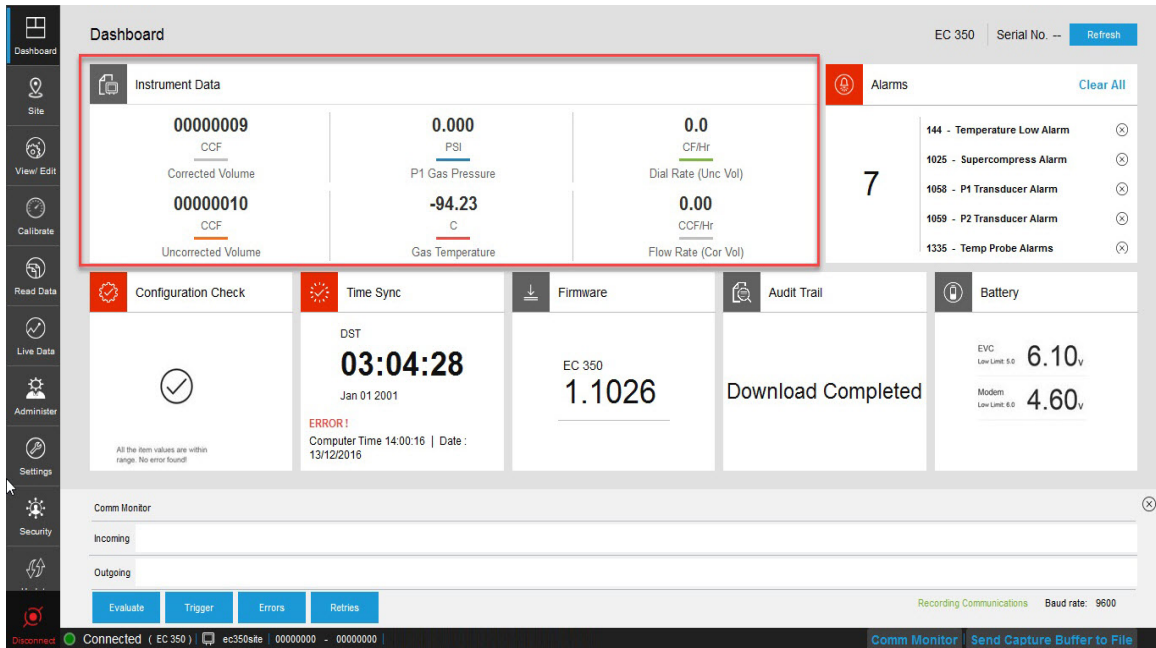 Dashboard
Dashboard
EC 350
Serial No. --
Refresh
Site
View/ Edit
Calibrate
Read Data
Live Data
Administer
Settings
Security
Disconnect
Instrument Data
00000009
CCF
Corrected Volume
0.000
PSI
P1 Gas Pressure
0.0
CF/Hr
Dial Rate (Unc Vol)
00000010
CCF
Uncorrected Volume
-94.23
C
Gas Temperature
0.00
CCF/Hr
Flow Rate (Cor Vol)
Alarms
Clear All
7
144 - Temperature Low Alarm
1025 - Supercompress Alarm
1058 - P1 Transducer Alarm
1059 - P2 Transducer Alarm
1335 - Temp Probe Alarms
Configuration Check
All the item values are within
range. No error found!
Time Sync
DST
03:04:28
Jan 01 2001
ERROR !
Computer Time 14:00:16 | Date :
13/12/2016
Firmware
EC 350
1.1026
Audit Trail
Download Completed
Battery
EVC
Low Limit: 5.0
6.10v
Modem
Low Limit: 6.0
4.60v
Comm Monitor
Incoming
Outgoing
Evaluate
Trigger
Errors
Retries
Recording Communications
Baud rate: 9600
Connected ( EC 350 ) | ec350site | 00000000 - 00000000 |
Comm Monitor | Send Capture Buffer to File